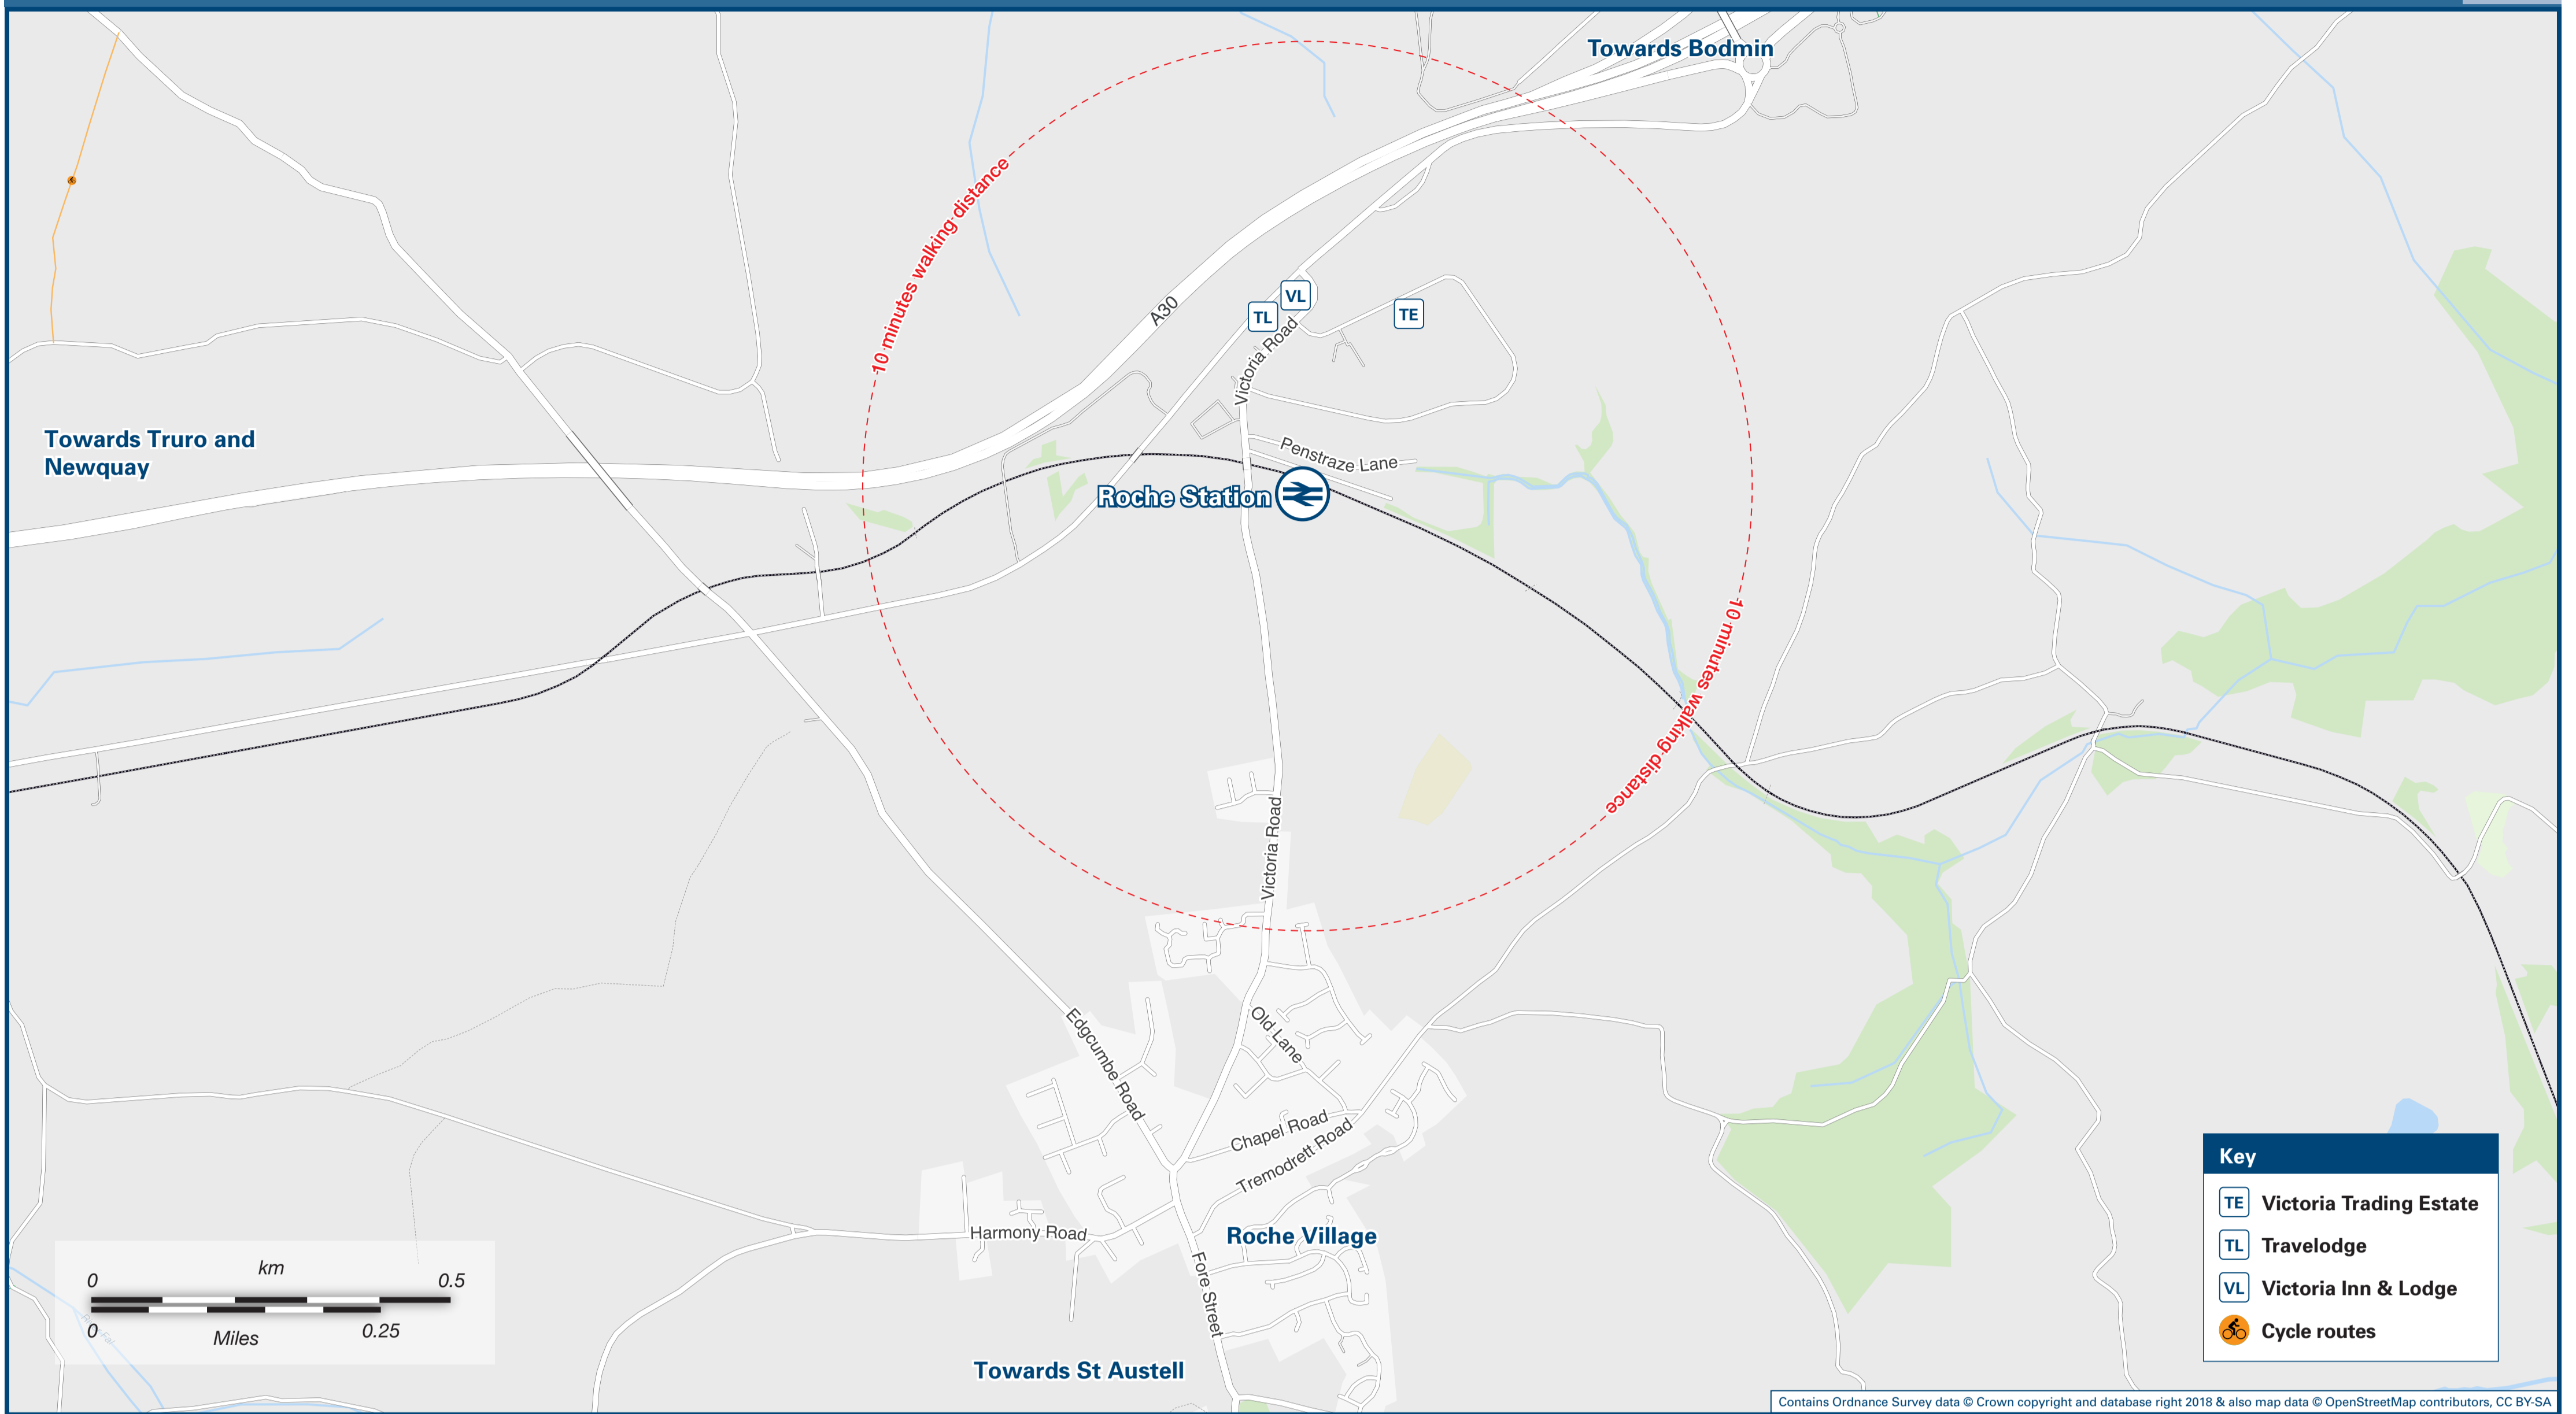 Towards Bodmin
10 minutes walking distance
A30
VL
TL
TE
Victoria Road
Towards Truro and
Newquay
Penstraze Lane
Roche Station
10 minutes walking distance
Victoria Road
Old Lane
Edgcumbe Road
Chapel Road
Tremodrett Road
Harmony Road
Roche Village
Fore Street
Towards St Austell
km
0 0.5
0 0.25
Miles
River Fal
Key
TE Victoria Trading Estate
TL Travelodge
VL Victoria Inn & Lodge
Cycle routes
Contains Ordnance Survey data © Crown copyright and database right 2018 & also map data © OpenStreetMap contributors, CC BY-SA